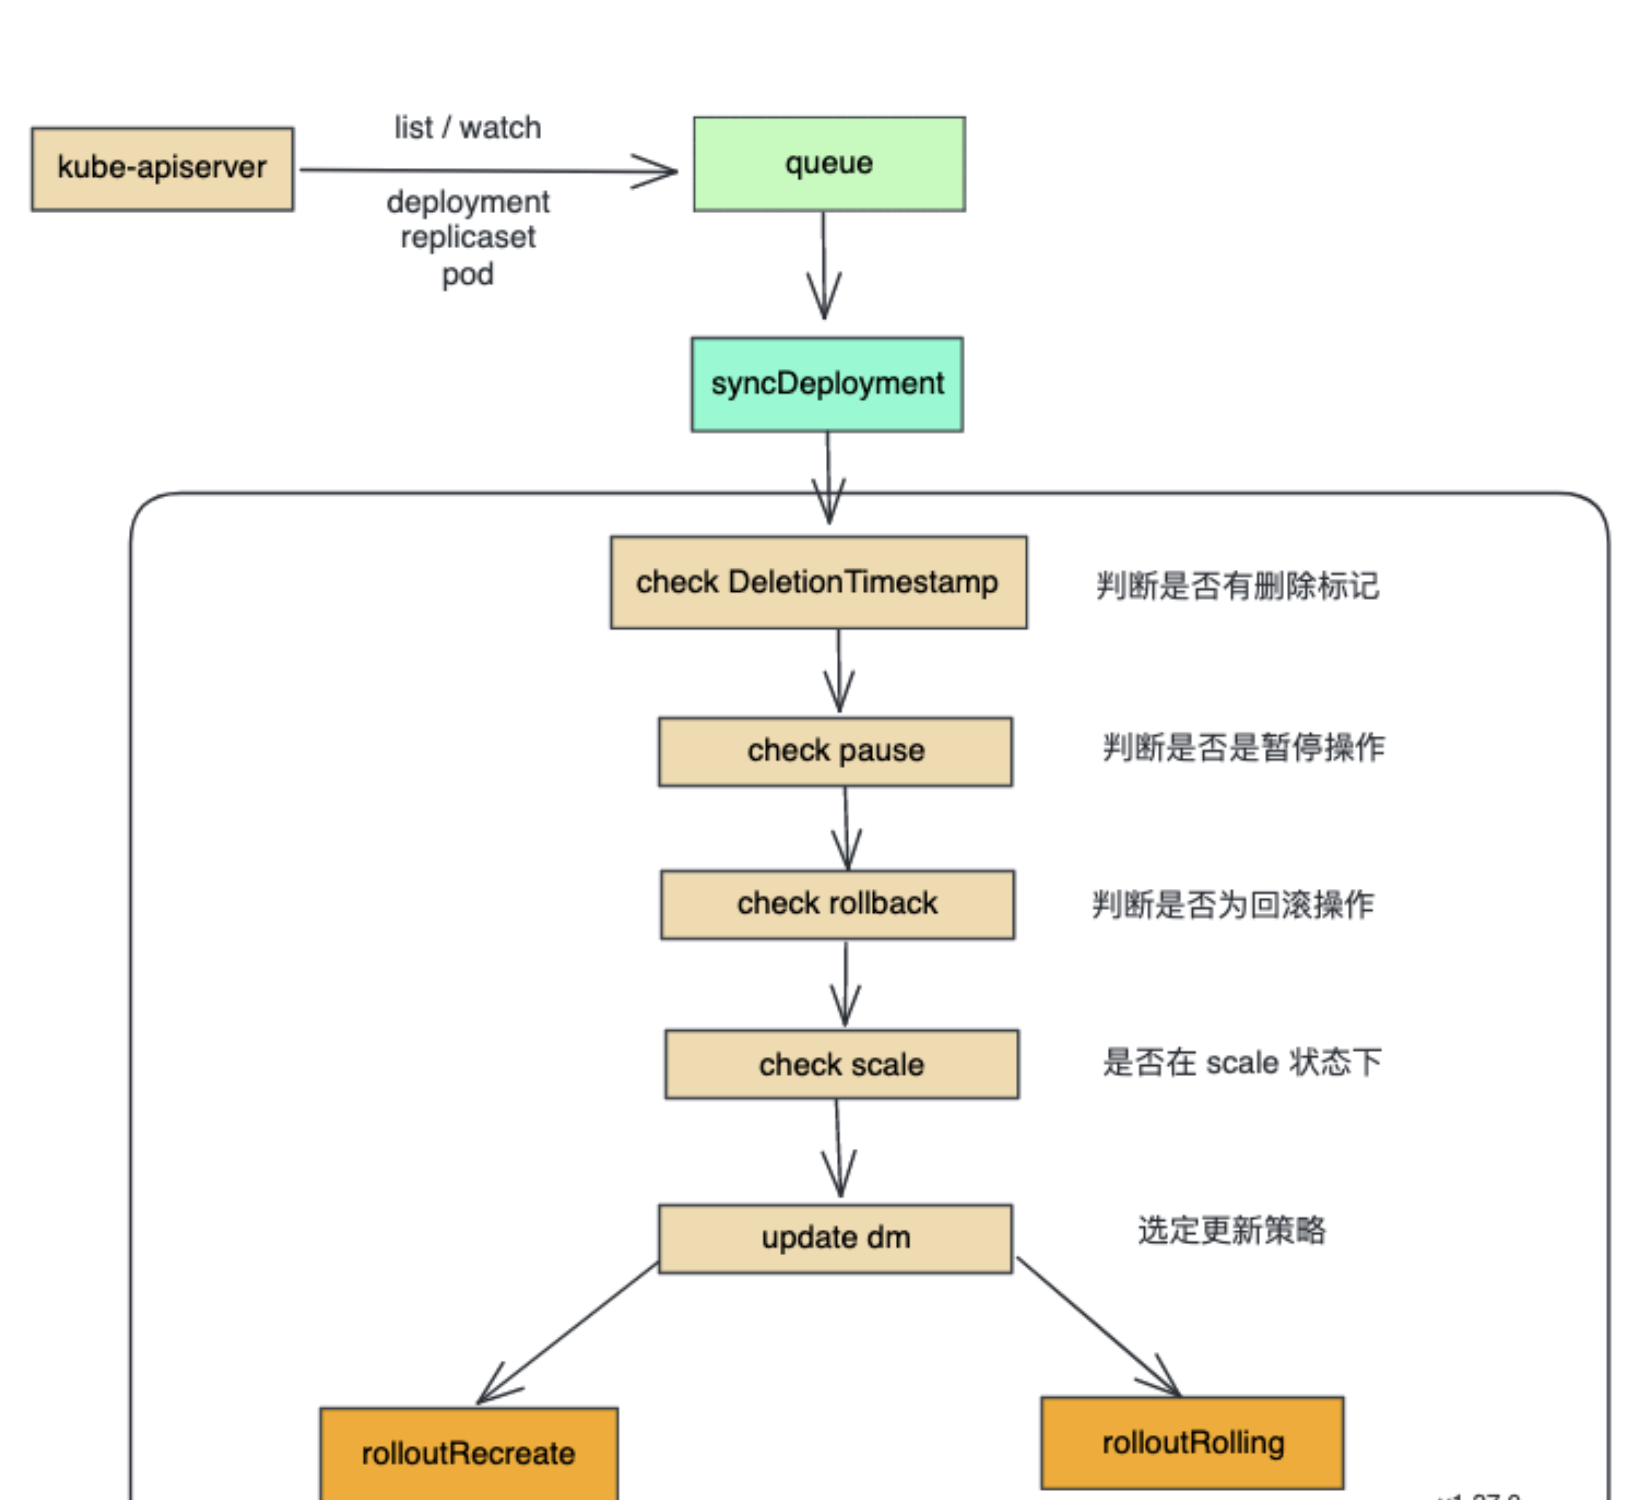 list / watch
kube-apiserver
queue
deployment
replicaset
pod
syncDeployment
check DeletionTimestamp
判断是否有删除标记
check pause
判断是否是暂停操作
check rollback
判断是否为回滚操作
check scale
是否在 scale 状态下
update dm
选定更新策略
rolloutRecreate
rolloutRolling